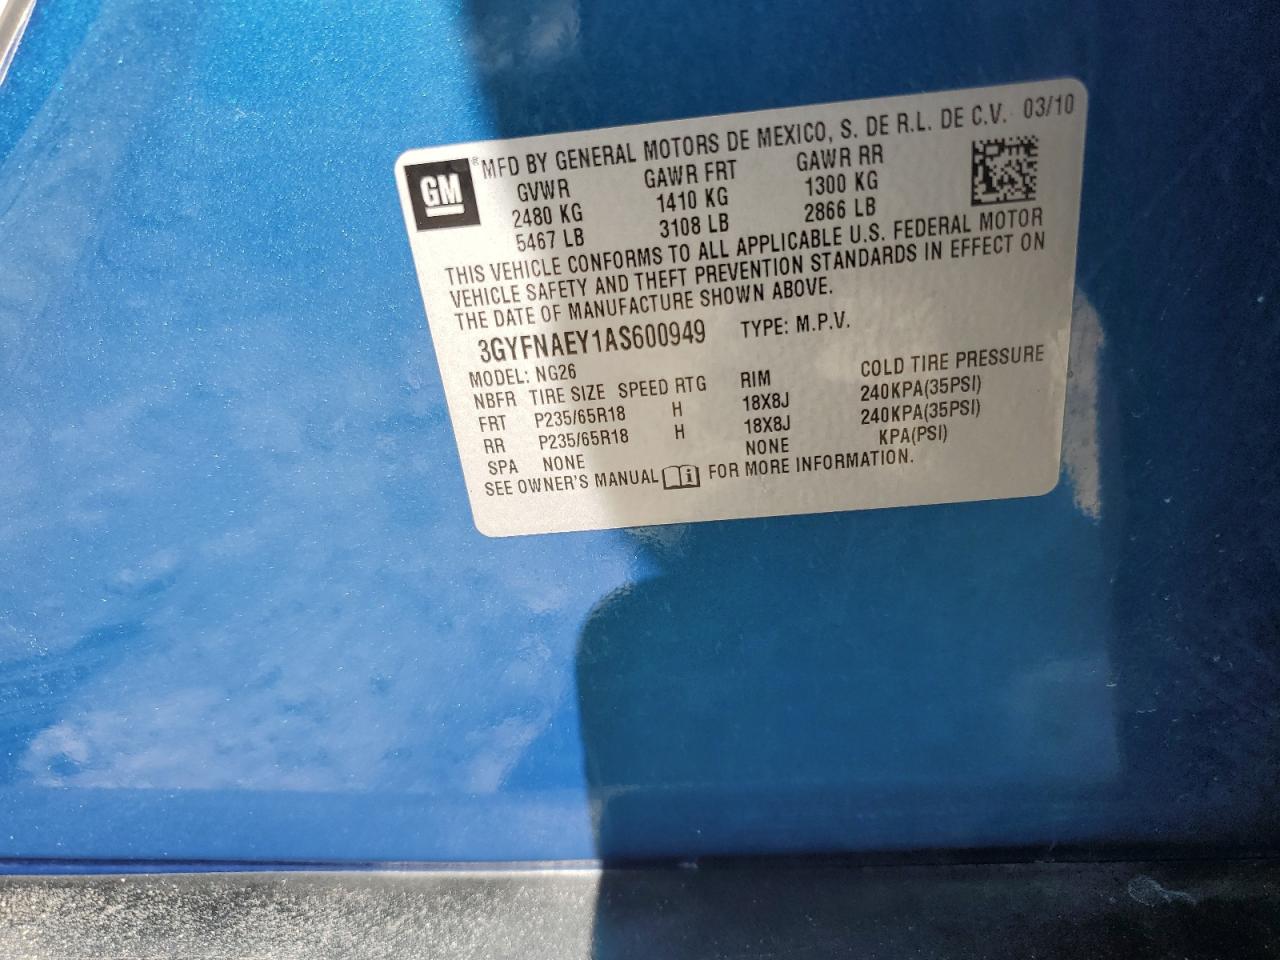 GM® MFD BY GENERAL MOTORS DE MEXICO, S. DE R.L. DE C.V. 03/10
GVWR GAWR FRT GAWR RR
2480 KG 1410 KG 1300 KG
5467 LB 3108 LB 2866 LB
THIS VEHICLE CONFORMS TO ALL APPLICABLE U.S. FEDERAL MOTOR
VEHICLE SAFETY AND THEFT PREVENTION STANDARDS IN EFFECT ON
THE DATE OF MANUFACTURE SHOWN ABOVE.
3GYFNAEY1AS600949 TYPE: M.P.V.
MODEL: NG26
NBFR TIRE SIZE SPEED RTG RIM COLD TIRE PRESSURE
FRT P235/65R18 H 18X8J 240KPA(35PSI)
RR P235/65R18 H 18X8J 240KPA(35PSI)
SPA NONE NONE KPA(PSI)
SEE OWNER'S MANUAL FOR MORE INFORMATION.